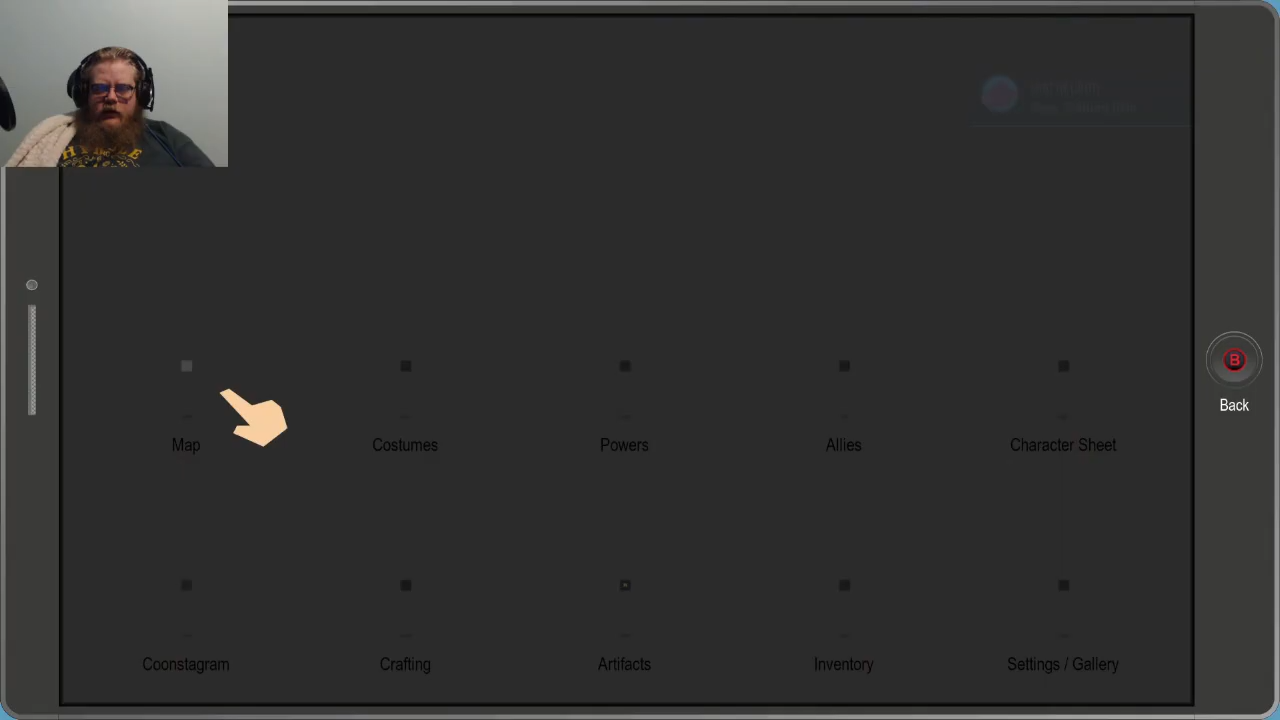 B
Back
Map
Costumes
Powers
Allies
Character Sheet
Coonstagram
Crafting
Artifacts
Inventory
Settings / Gallery